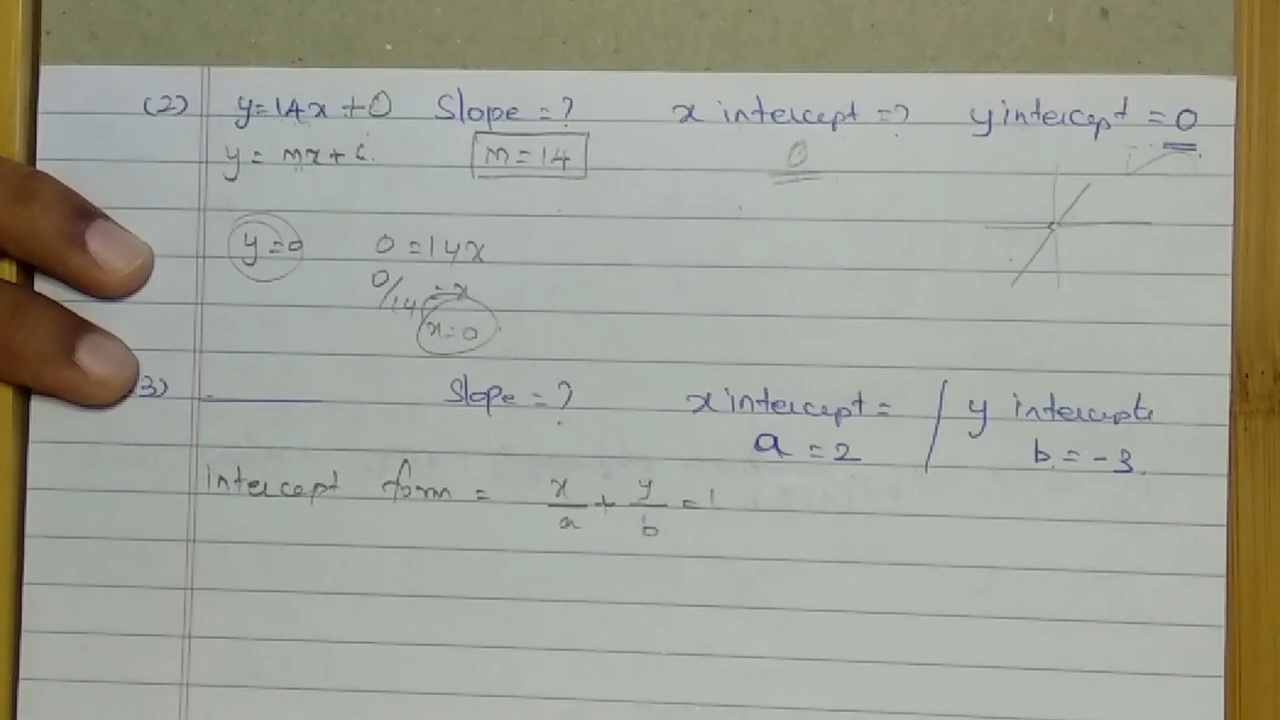 (2) y=14x+0 Slope=? x intercept=? y intercept=0
y = mx+c. m=14 0
y=0 0=14x
0/14=x
x=0
(3) Slope=? x intercept= / y intercept=
a=2 b=-3.
intercept form = x/a + y/b = 1